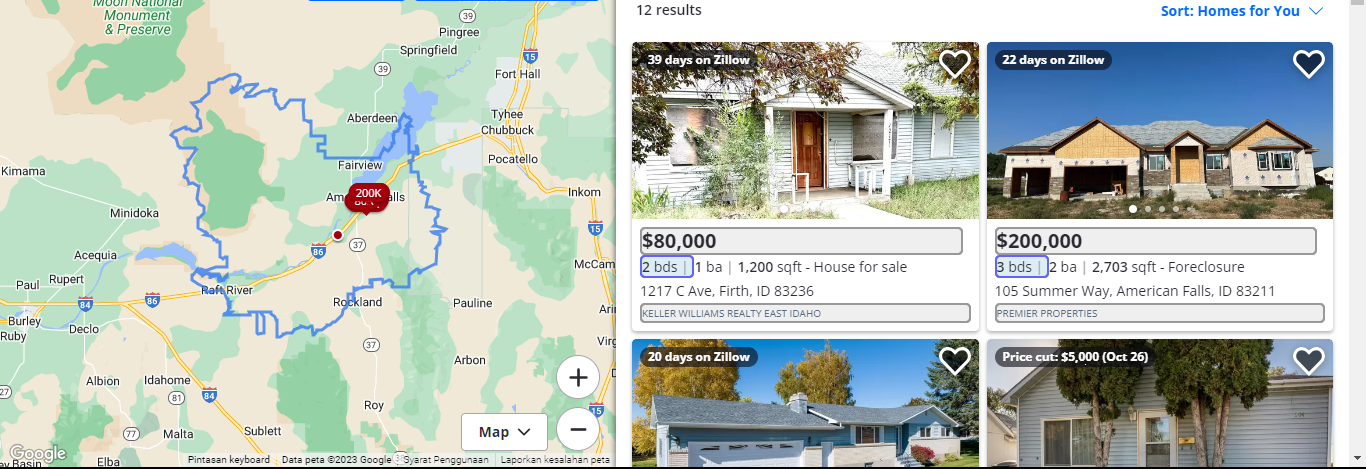 Moon National
Monument
& Preserve
39
Pingree
Springfield
15
39
Fort Hall
Aberdeen
Tyhee
Chubbuck
Fairview
Pocatello
Kimama
200K
Inkom
Minidoka
37
15
86
Acequia
McCam
Rupert
Paul
Raft River
86
84
Rockland
Pauline
Burley
Ruby
Declo
37
Arbon
Albion
Idahoe
81
84
27
Roy
15
Map
77
Malta
Sublett
Elba
Google
Pintasan keyboard
Data peta ©2023 Google
Syarat Penggunaan
Laporkan kesalahan peta
12 results
Sort: Homes for You
39 days on Zillow
$80,000
2 bds | 1 ba | 1,200 sqft - House for sale
1217 C Ave, Firth, ID 83236
KELLER WILLIAMS REALTY EAST IDAHO
22 days on Zillow
$200,000
3 bds | 2 ba | 2,703 sqft - Foreclosure
105 Summer Way, American Falls, ID 83211
PREMIER PROPERTIES
20 days on Zillow
Price cut: $5,000 (Oct 26)